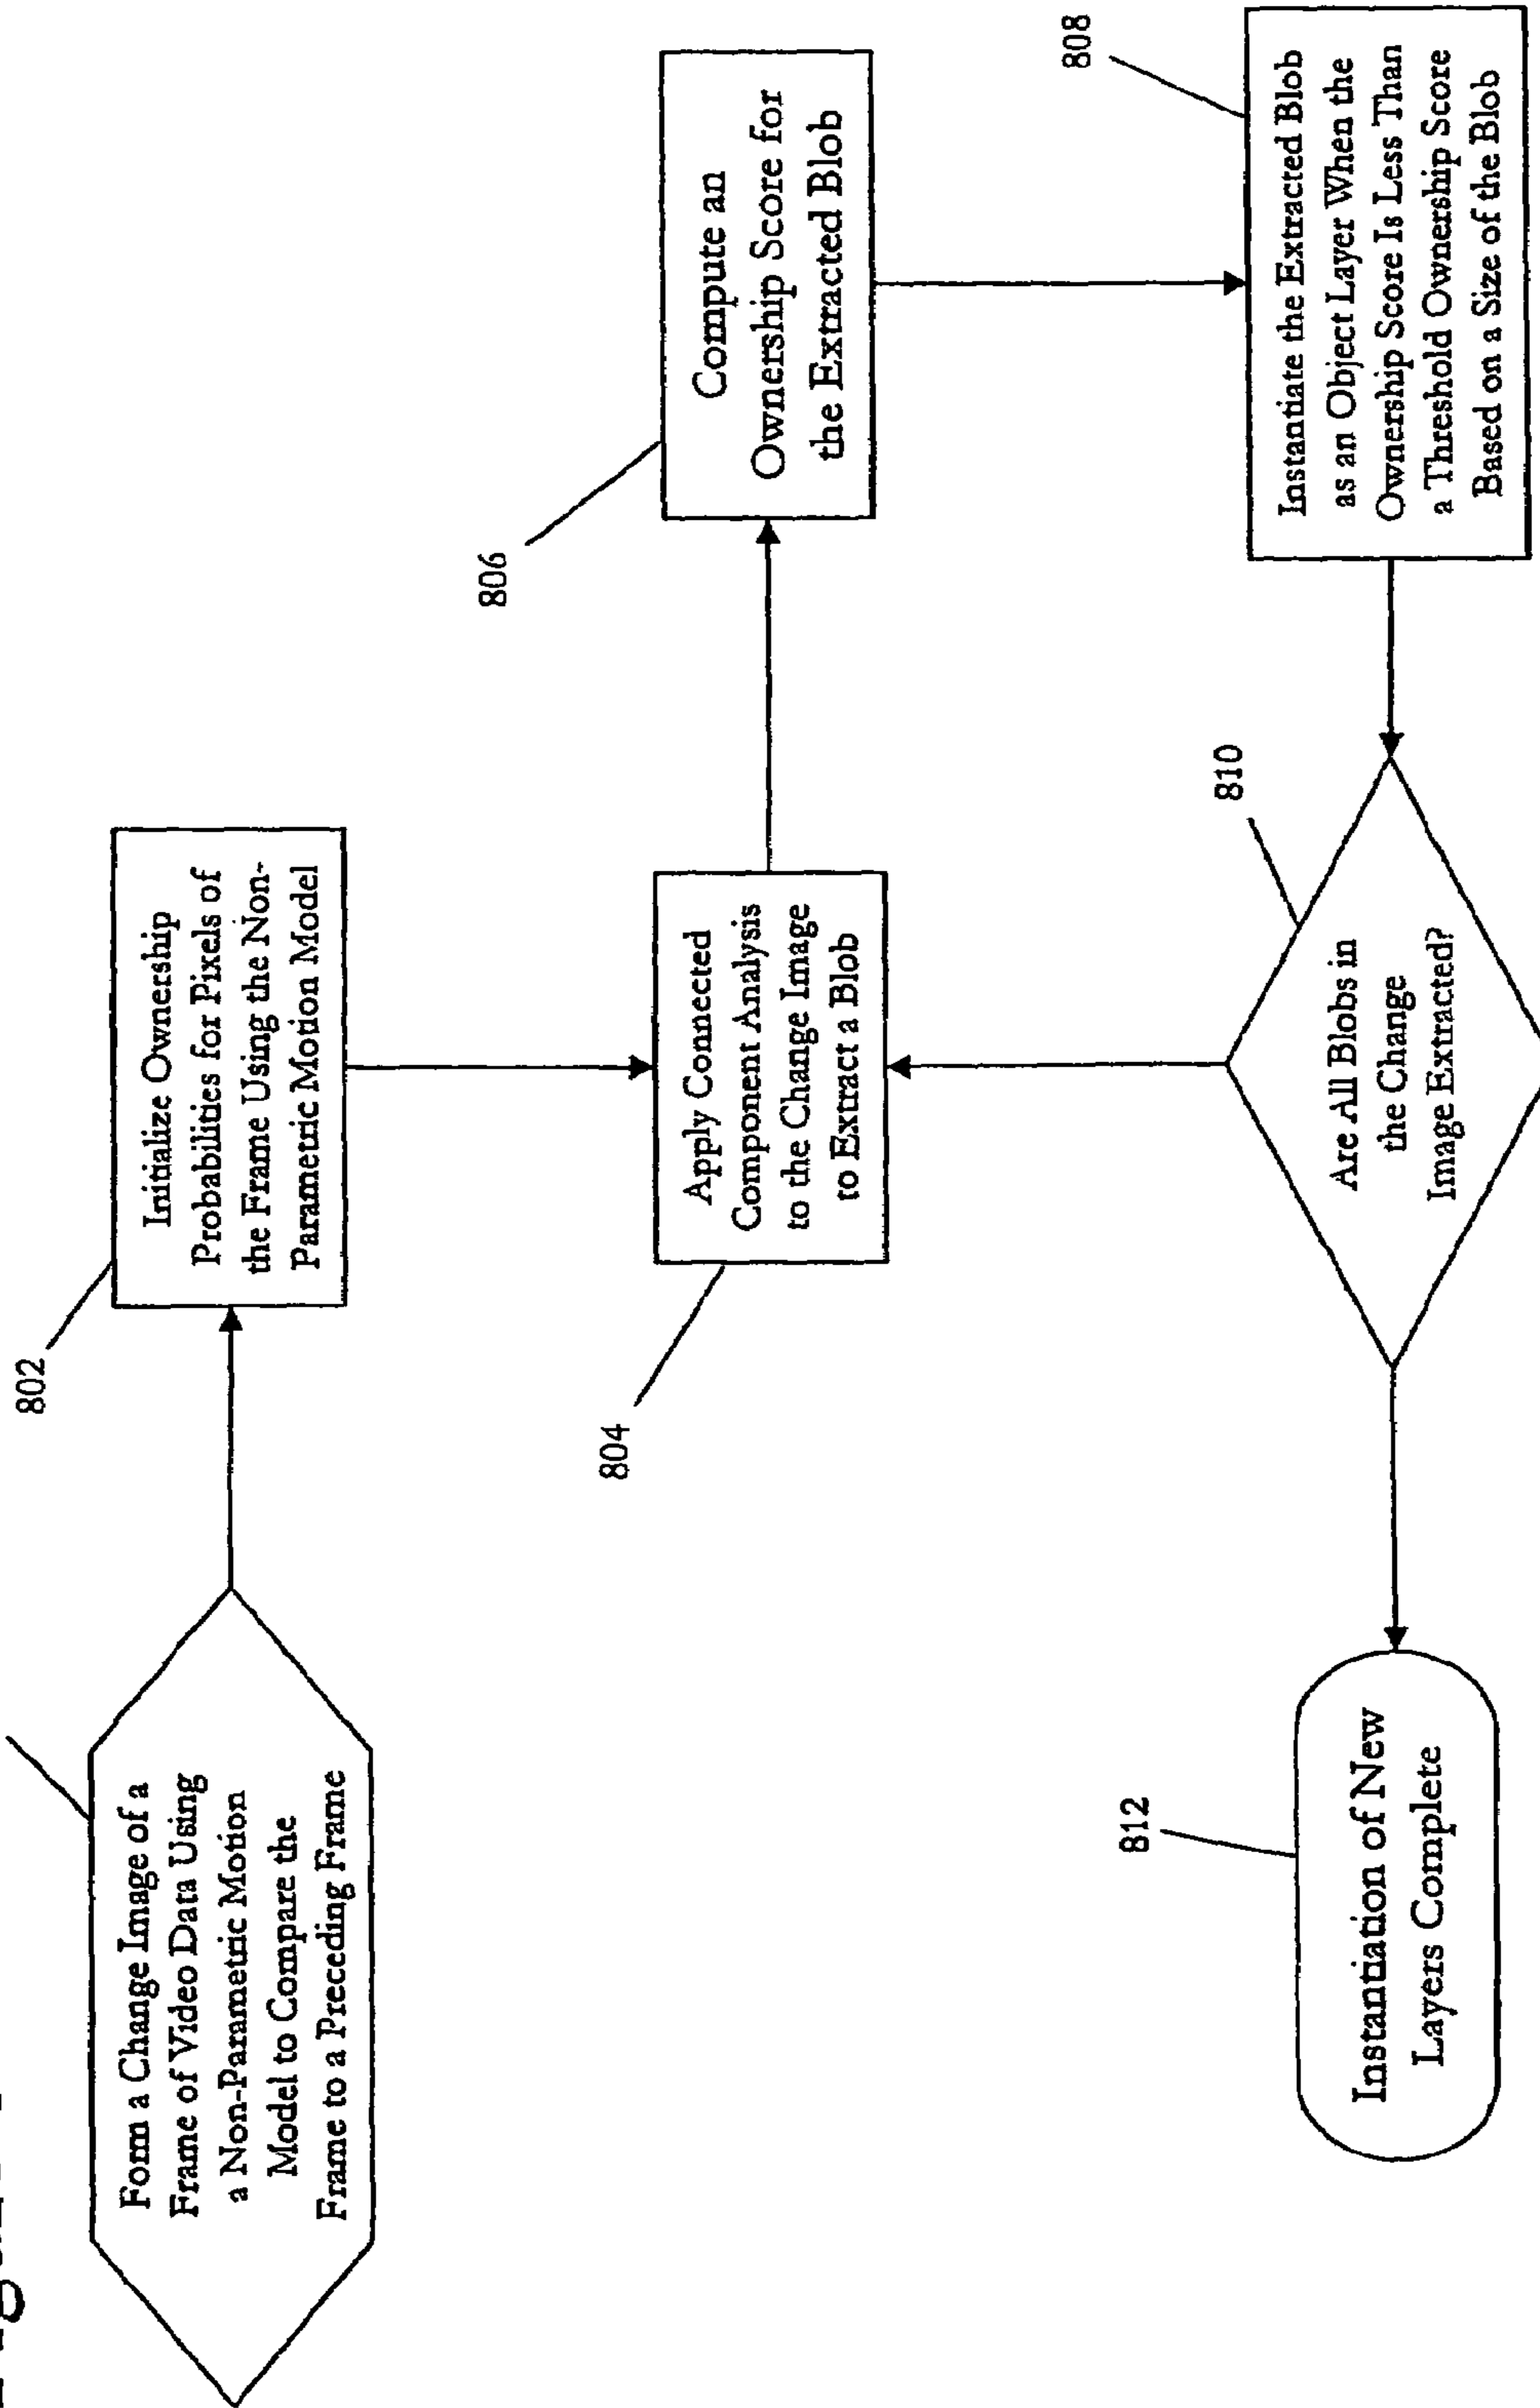 Form a Change Image of a
Frame of Video Data Using
a Non-Parametric Motion
Model to Compare the
Frame to a Preceding Frame
802
Initialize Ownership
Probabilities for Pixels of
the Frame Using the Non-
Parametric Motion Model
804
Apply Connected
Component Analysis
to the Change Image
to Extract a Blob
806
Compute an
Ownership Score for
the Extracted Blob
808
Instantiate the Extracted Blob
as an Object Layer When the
Ownership Score Is Less Than
a Threshold Ownership Score
Based on a Size of the Blob
810
Are All Blobs in
the Change
Image Extracted?
812
Instantiation of New
Layers Complete